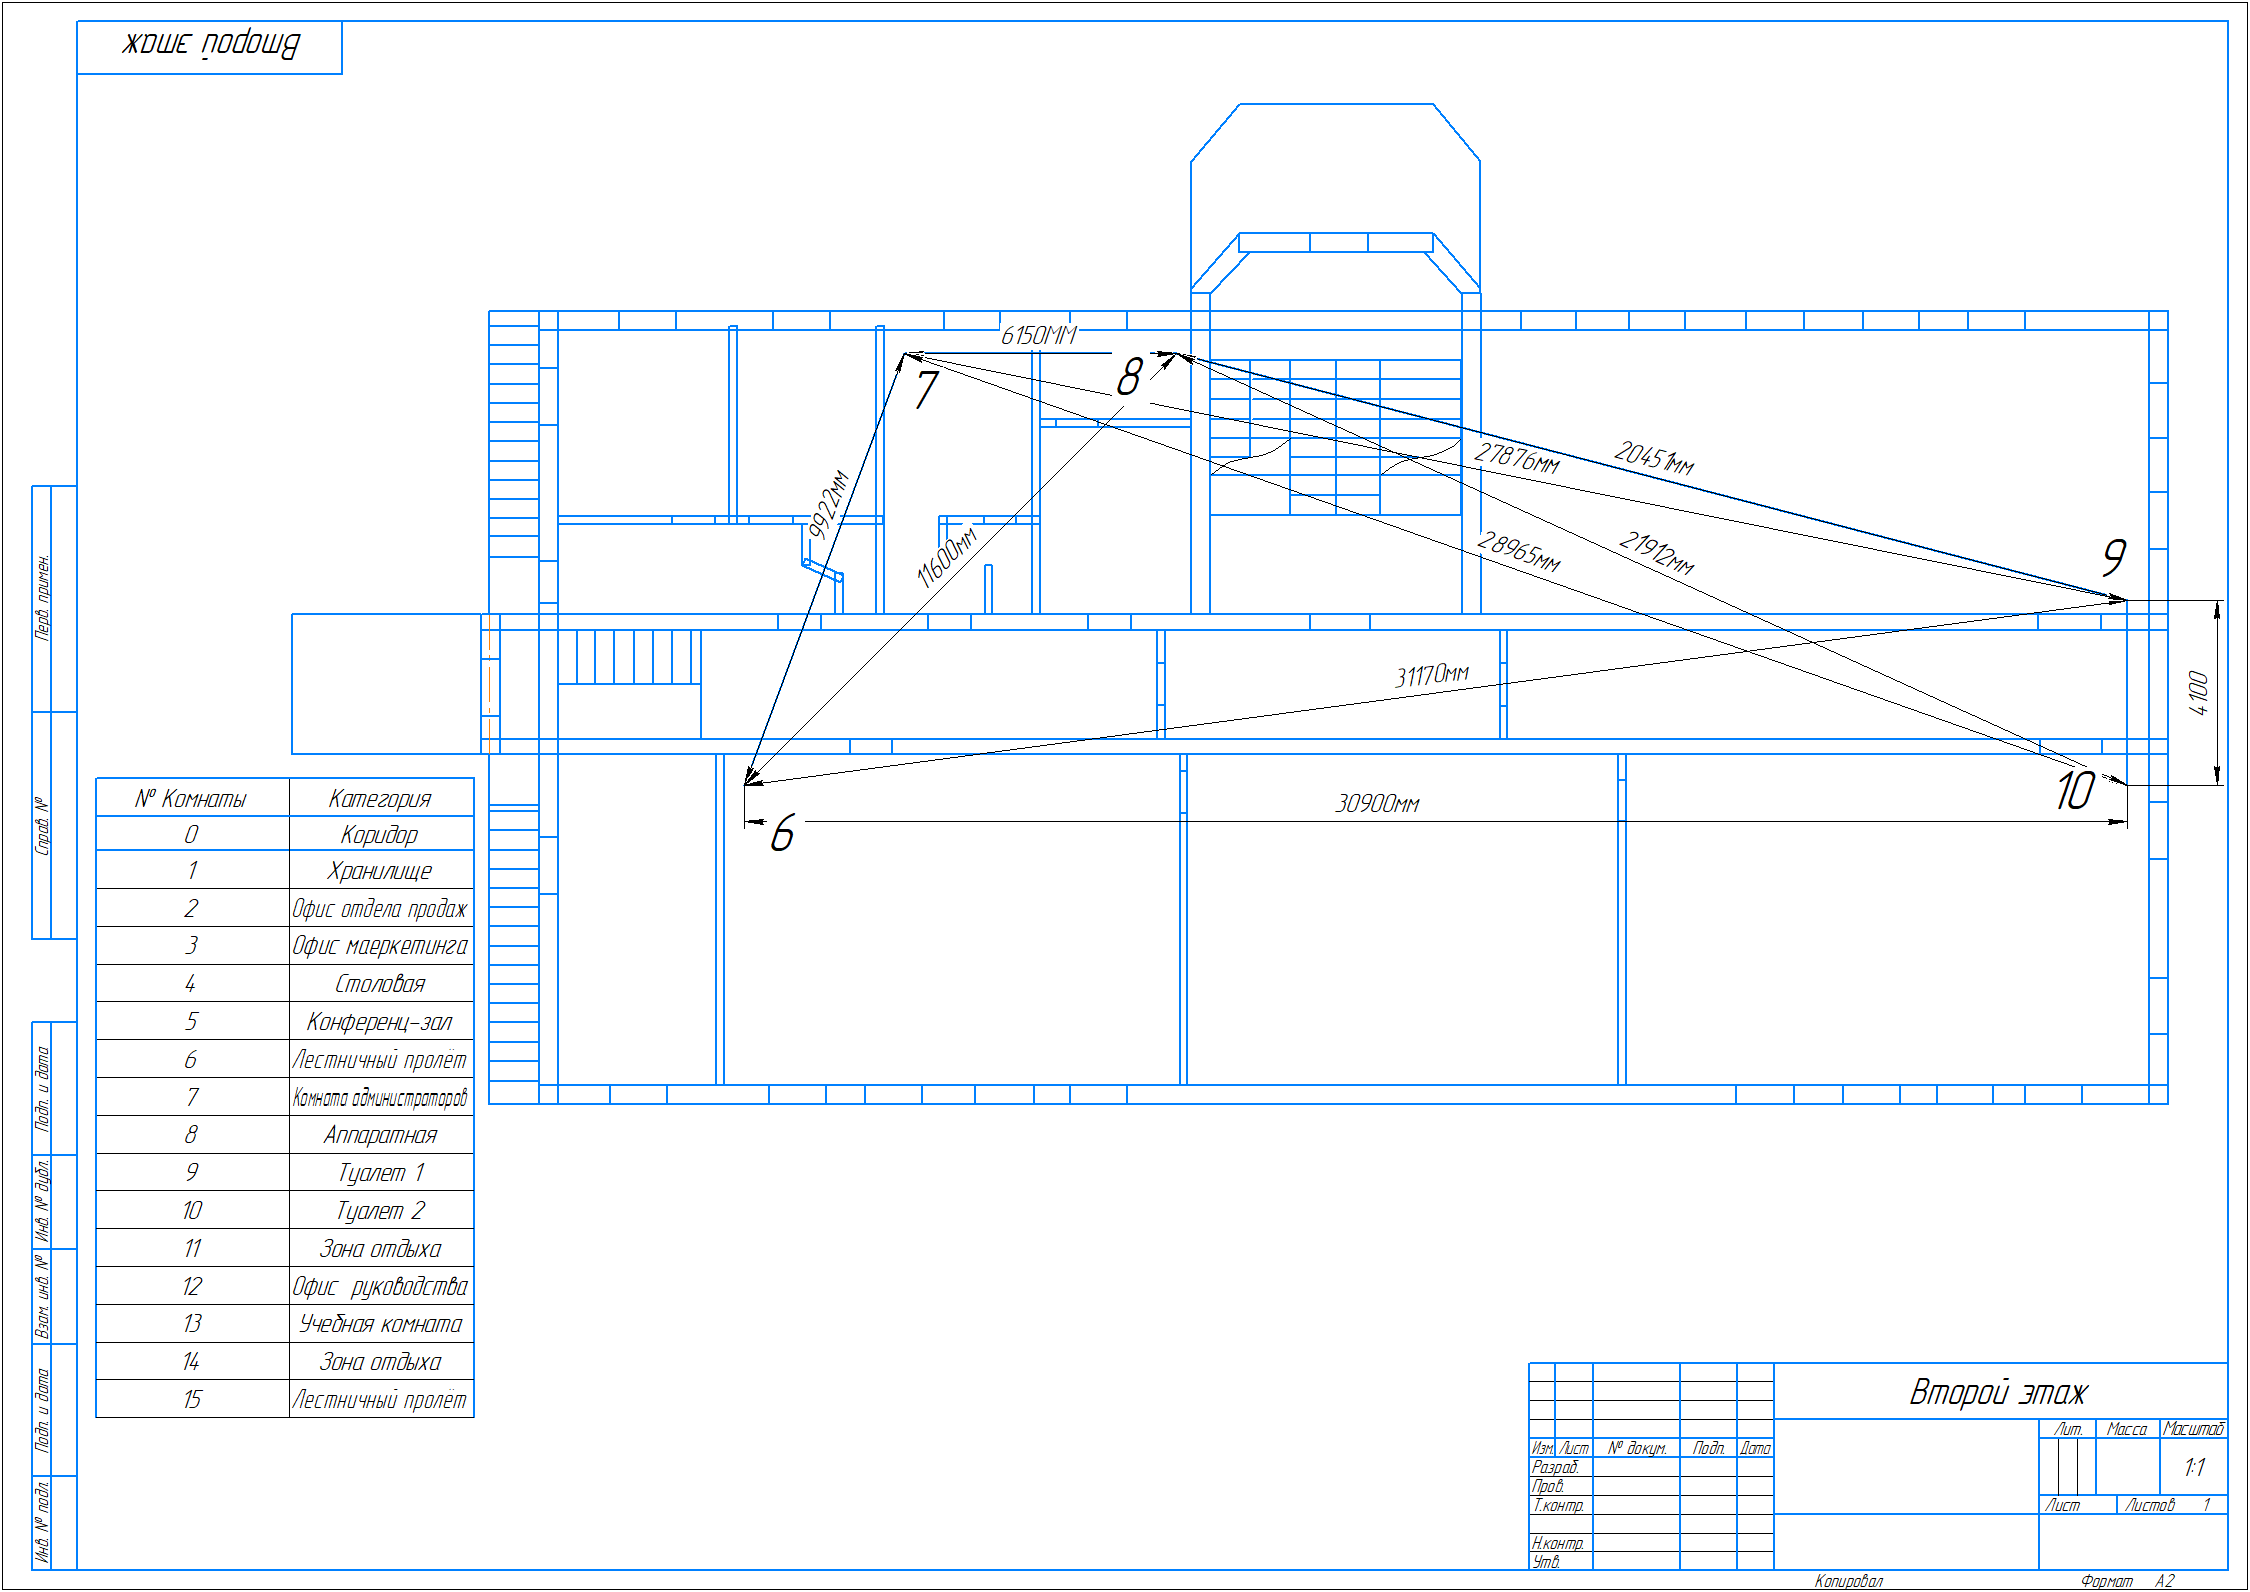 Второй этаж
6150ММ
7
8
9922мм
11600мм
27876мм
20451мм
28965мм
21912мм
9
31170мм
4100
10
30900мм
6
Перв. примен.
Справ. №
Подп. и дата
Инв. № дубл.
Взам. инв. №
Подп. и дата
Инв. № подл.
№ Комнаты Категория
0 Коридор
1 Хранилище
2 Офис отдела продаж
3 Офис маеркетинга
4 Столовая
5 Конференц-зал
6 Лестничный пролёт
7 Комната администраторов
8 Аппаратная
9 Туалет 1
10 Туалет 2
11 Зона отдыха
12 Офис руководства
13 Учебная комната
14 Зона отдыха
15 Лестничный пролёт
Второй этаж
Лит. Масса Масштаб
1:1
Изм. Лист № докум. Подп. Дата
Разраб.
Пров.
Т.контр.
Лист Листов 1
Н.контр.
Утв.
Копировал Формат А2